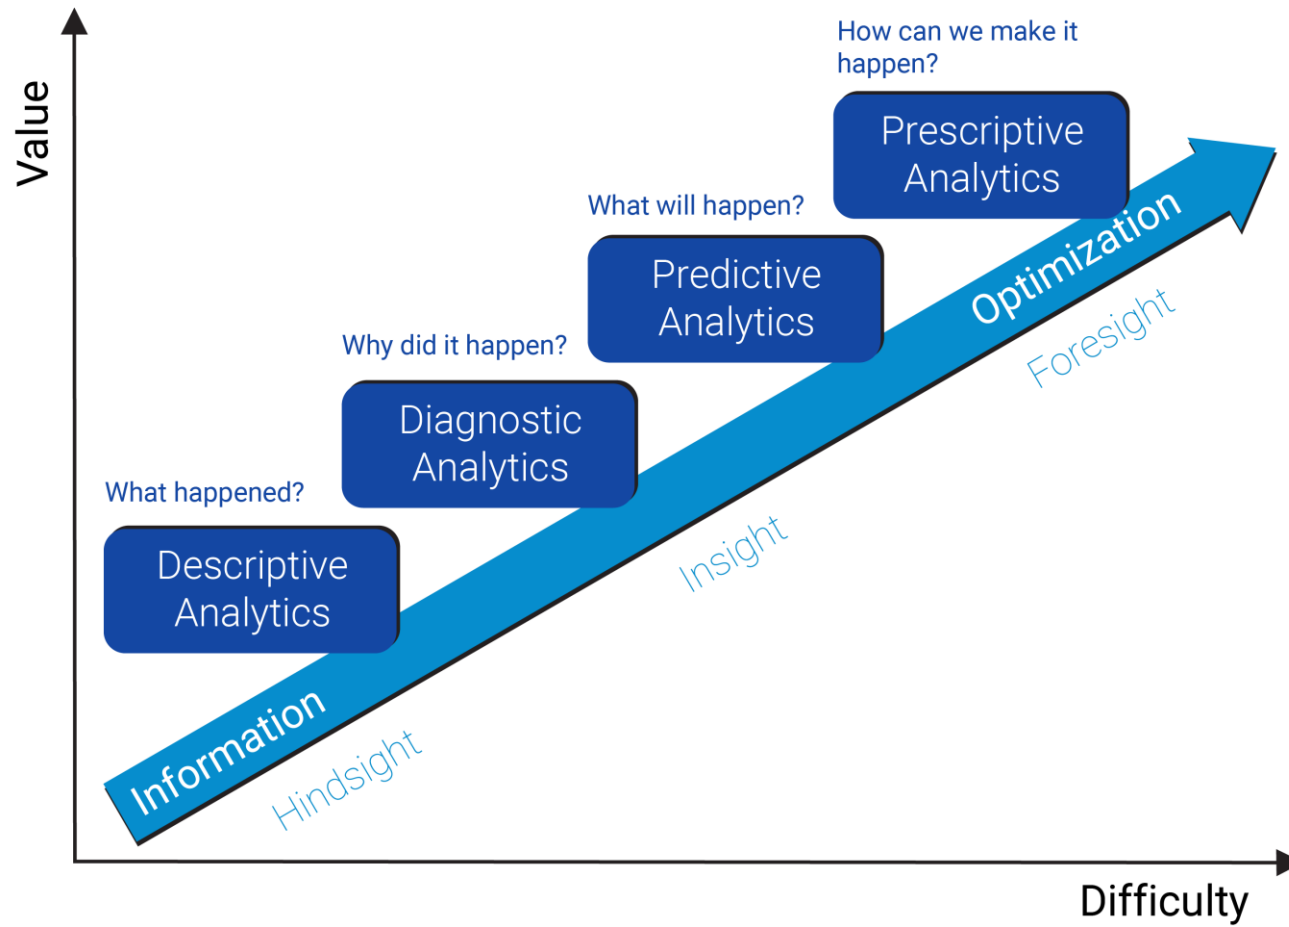 How can we make it
happen?
Value
Prescriptive
Analytics
What will happen?
Predictive
Analytics
Optimization
Foresight
Why did it happen?
Diagnostic
Analytics
What happened?
Insight
Descriptive
Analytics
Information
Hindsight
Difficulty